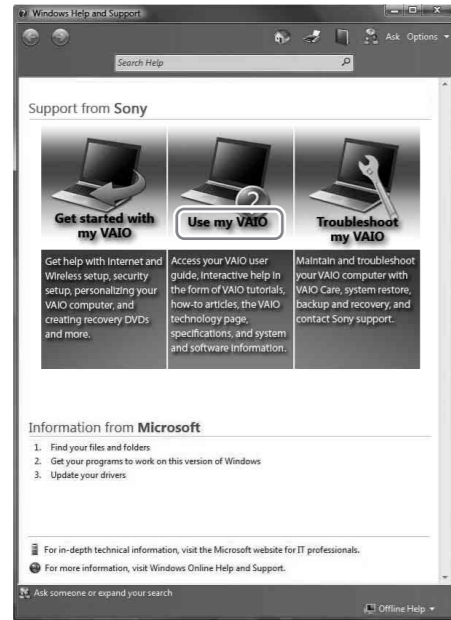 Windows Help and Support
Ask Options
Search Help
Support from Sony
Get started with
my VAIO
Get help with Internet and
Wireless setup, security
setup, personalizing your
VAIO computer, and
creating recovery DVDs
and more.
?
Use my VAIO
Access your VAIO user
guide, Interactive help in
the form of VAIO tutorials,
how-to articles, the VAIO
technology page,
specifications, and system
and software Information.
Troubleshoot
my VAIO
Maintain and troubleshoot
your VAIO computer with
VAIO Care, system restore,
backup and recovery, and
contact Sony support.
Information from Microsoft
1. Find your files and folders
2. Get your programs to work on this version of Windows
3. Update your drivers
For in-depth technical information, visit the Microsoft website for IT professionals.
For more information, visit Windows Online Help and Support.
Ask someone or expand your search
Offline Help